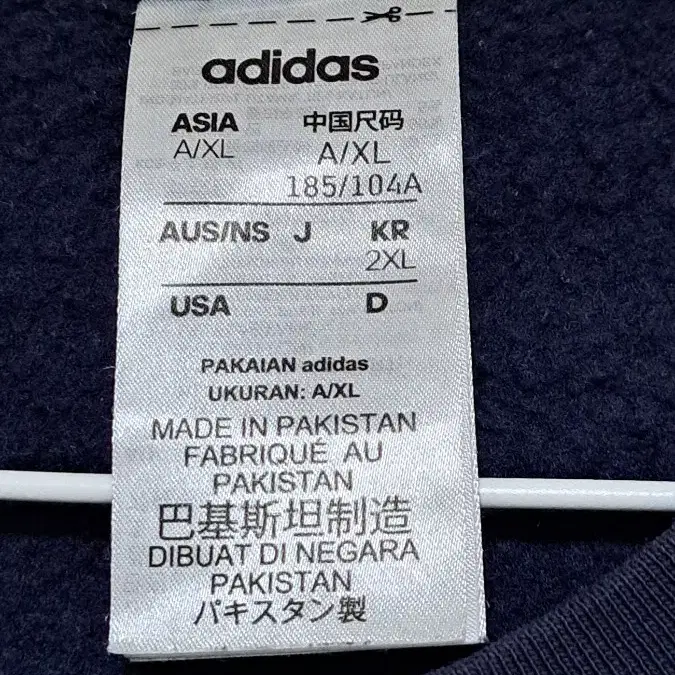 adidas
ASIA 中国尺码
A/XL A/XL
185/104A
AUS/NS J KR
2XL
USA D
PAKAIAN adidas
UKURAN: A/XL
MADE IN PAKISTAN
FABRIQUÉ AU
PAKISTAN
巴基斯坦制造
DIBUAT DI NEGARA
PAKISTAN
パキスタン製